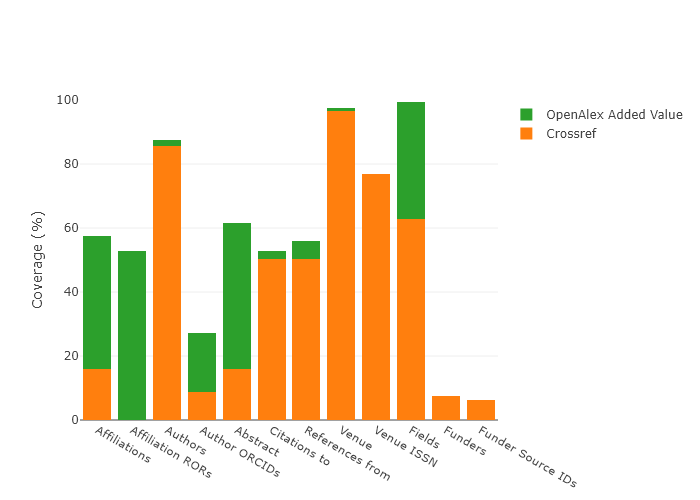 100
80
60
40
20
0
Coverage (%)
Affiliations
Affiliation RORs
Authors
Author ORCIDs
Abstract
Citations to
References from
Venue
Venue ISSN
Fields
Funders
Funder Source IDs
OpenAlex Added Value
Crossref